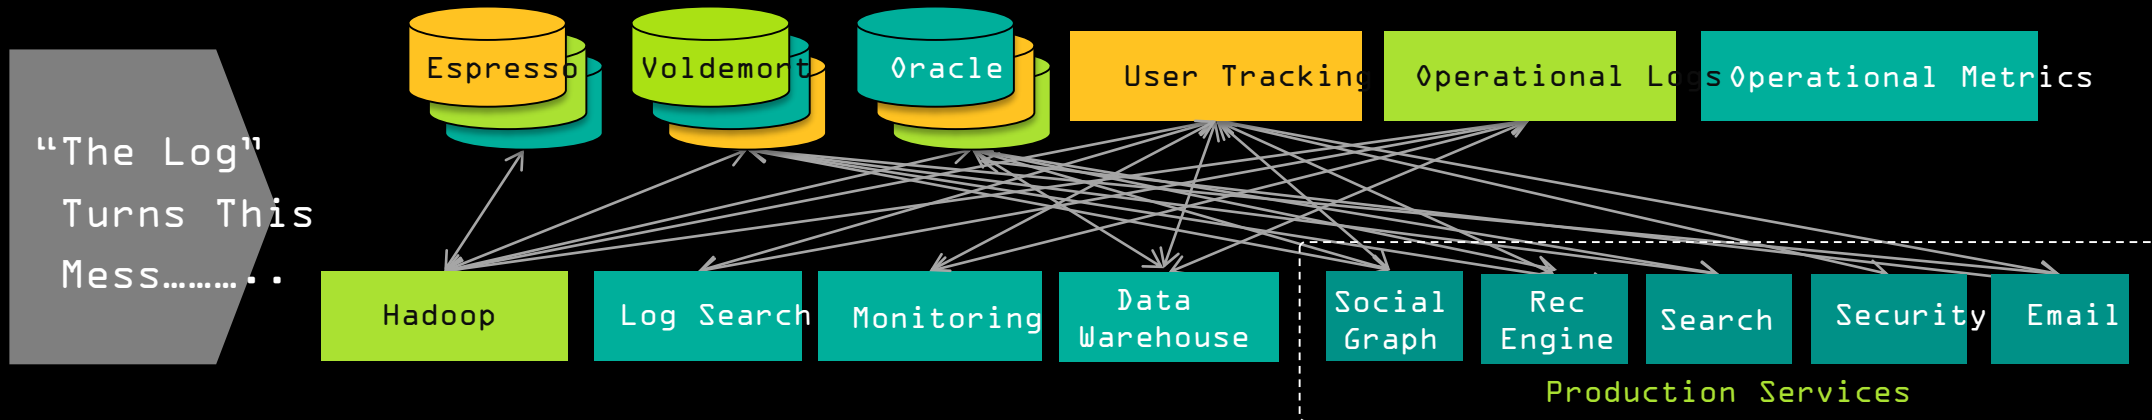 “The Log”
Turns This
Mess………..
Espresso
Voldemort
Oracle
User Tracking
Operational Logs
Operational Metrics
Hadoop
Log Search
Monitoring
Data
Warehouse
Social
Graph
Rec
Engine
Search
Security
Email
Production Services